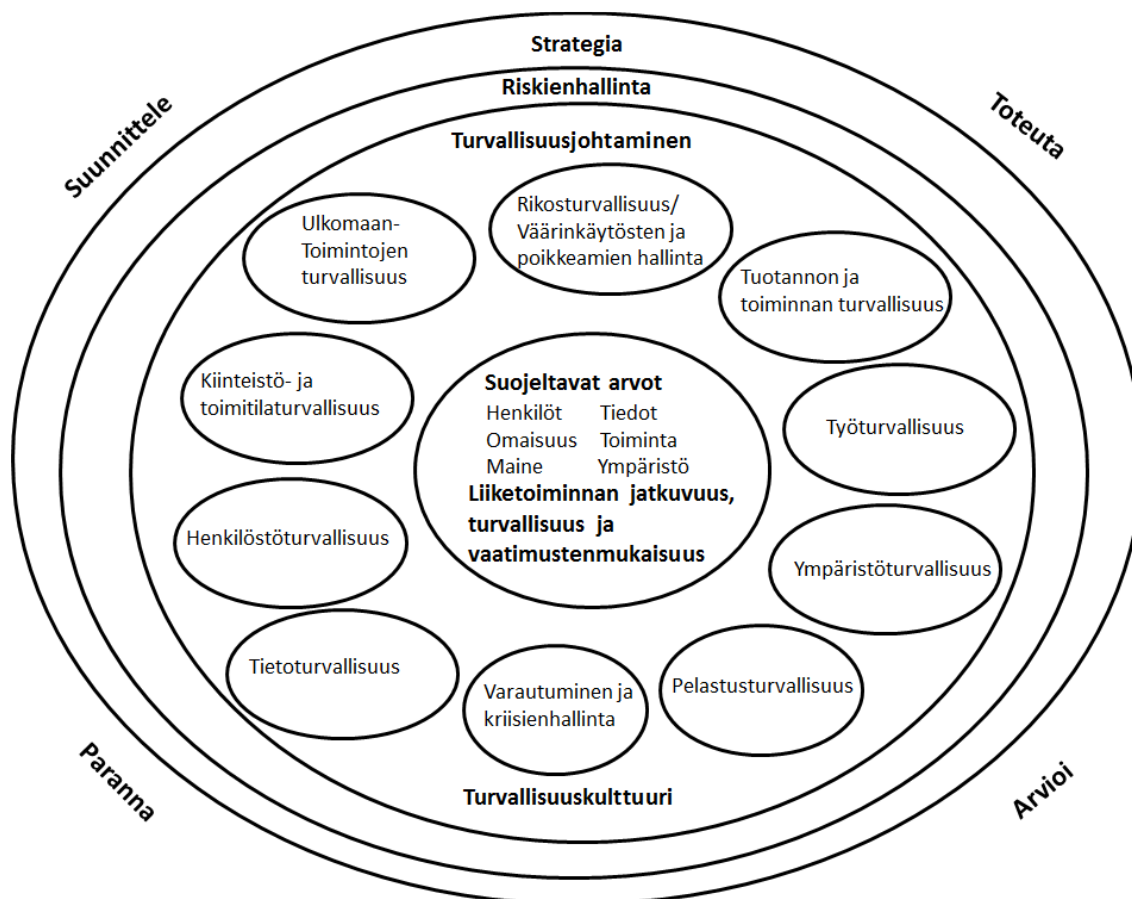 Strategia
Riskienhallinta
Suunnittele
Toteuta
Turvallisuusjohtaminen
Ulkomaan-
Toimintojen
turvallisuus
Rikosturvallisuus/
Väärinkäytösten ja
poikkeamien hallinta
Tuotannon ja
toiminnan turvallisuus
Kiinteistö- ja
toimitilaturvallisuus
Suojeltavat arvot
Henkilöt Tiedot
Omaisuus Toiminta
Maine Ympäristö
Liiketoiminnan jatkuvuus,
turvallisuus ja
vaatimustenmukaisuus
Työturvallisuus
Henkilöstöturvallisuus
Ympäristöturvallisuus
Tietoturvallisuus
Varautuminen ja
kriisienhallinta
Pelastusturvallisuus
Turvallisuuskulttuuri
Paranna
Arvioi